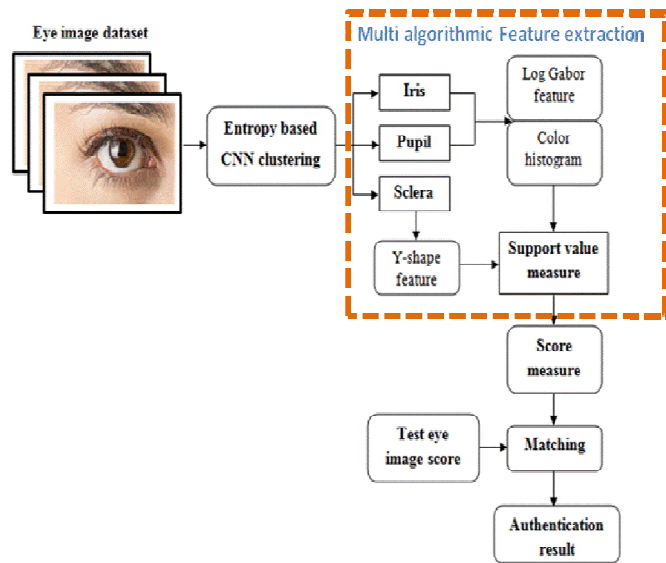 Eye image dataset
Multi algorithmic Feature extraction
Entropy based
CNN clustering
Iris
Pupil
Sclera
Log Gabor
feature
Color
histogram
Y-shape
feature
Support value
measure
Score
measure
Test eye
image score
Matching
Authentication
result